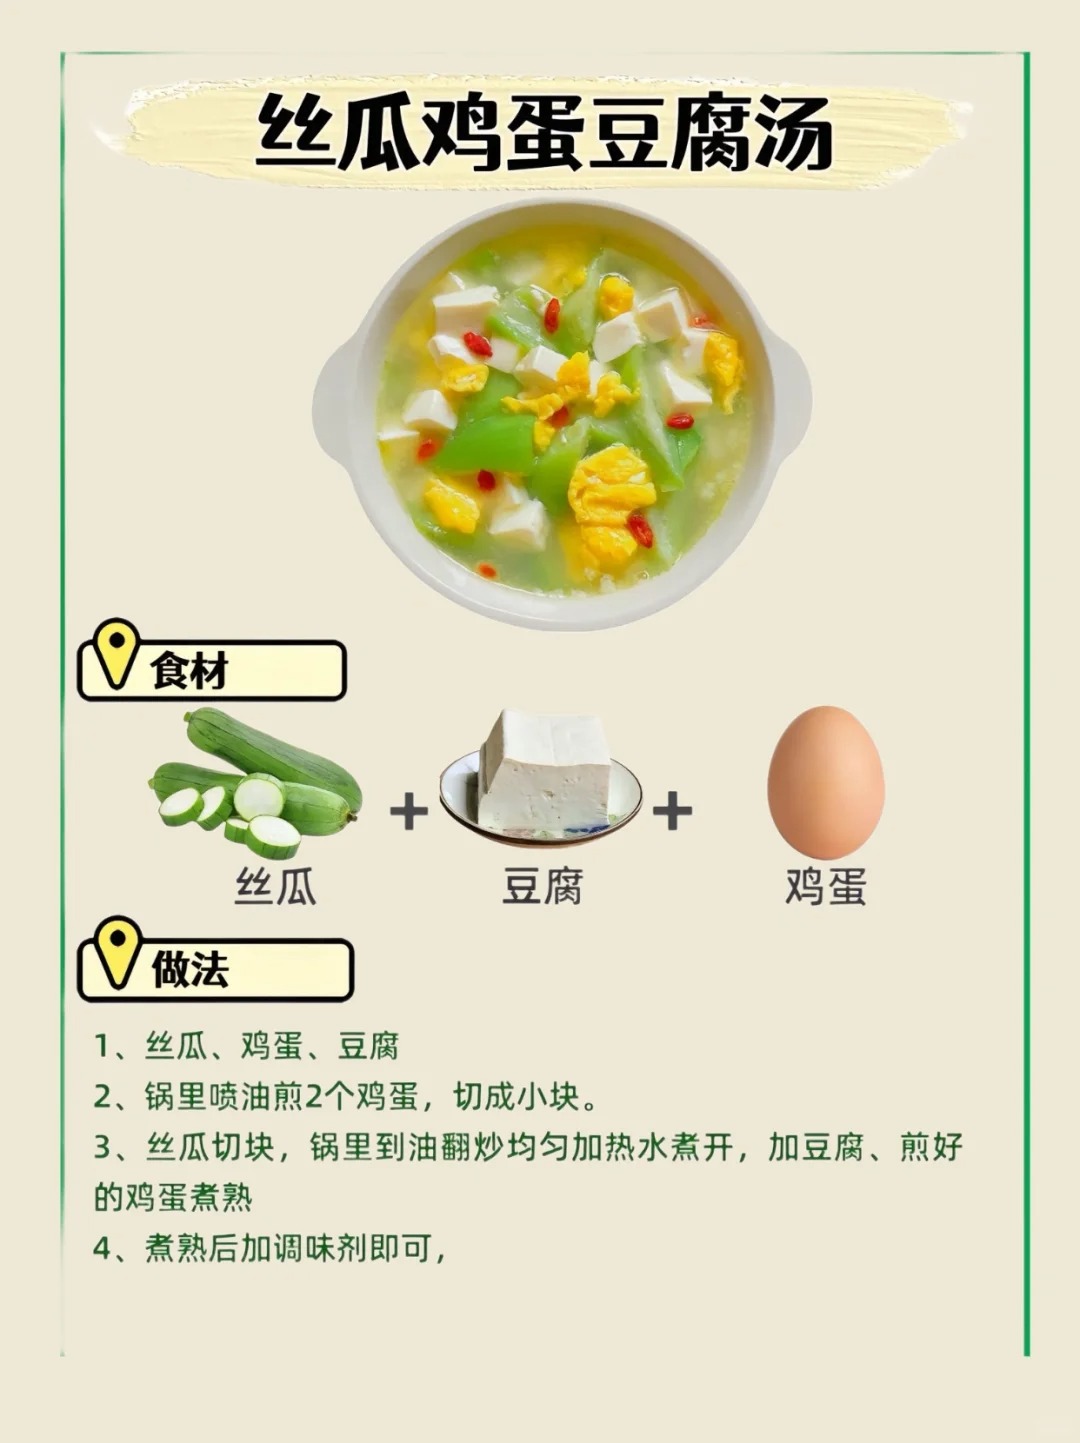 丝瓜鸡蛋豆腐汤
食材
丝瓜
豆腐
鸡蛋
做法
1、丝瓜、鸡蛋、豆腐
2、锅里喷油煎2个鸡蛋，切成小块。
3、丝瓜切块，锅里到油翻炒均匀加热水煮开，加豆腐、煎好
的鸡蛋煮熟
4、煮熟后加调味剂即可，